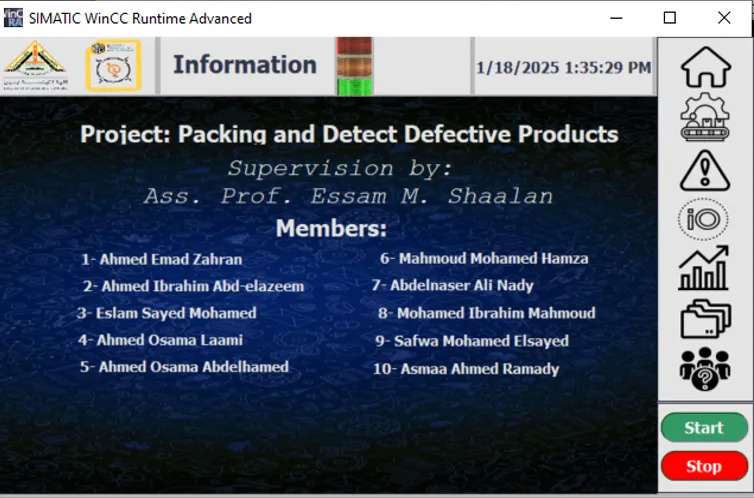 SIMATIC WinCC Runtime Advanced
Information
1/18/2025 1:35:29 PM
Project: Packing and Detect Defective Products
Supervision by:
Ass. Prof. Essam M. Shaalan
Members:
1- Ahmed Emad Zahran
2- Ahmed Ibrahim Abd-elazeem
3- Eslam Sayed Mohamed
4- Ahmed Osama Laami
5- Ahmed Osama Abdelhamed
6- Mahmoud Mohamed Hamza
7- Abdelnaser Ali Nady
8- Mohamed Ibrahim Mahmoud
9- Safwa Mohamed Elsayed
10- Asmaa Ahmed Ramady
iO
Start
Stop